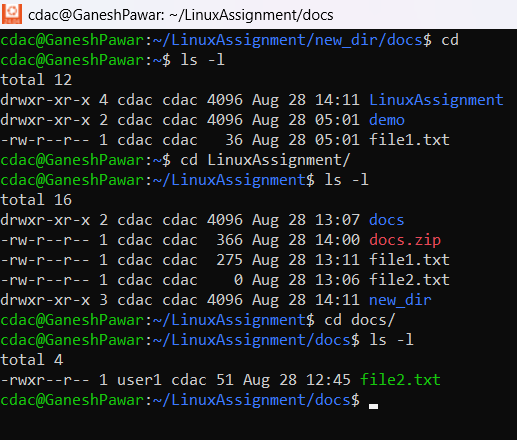 cdac@GaneshPawar: ~/LinuxAssignment/docs
cdac@GaneshPawar:~/LinuxAssignment/new_dir/docs$ cd
cdac@GaneshPawar:~$ ls -l
total 12
drwxr-xr-x 4 cdac cdac 4096 Aug 28 14:11 LinuxAssignment
drwxr-xr-x 2 cdac cdac 4096 Aug 28 05:01 demo
-rw-r--r-- 1 cdac cdac   36 Aug 28 05:01 file1.txt
cdac@GaneshPawar:~$ cd LinuxAssignment/
cdac@GaneshPawar:~/LinuxAssignment$ ls -l
total 16
drwxr-xr-x 2 cdac cdac 4096 Aug 28 13:07 docs
-rw-r--r-- 1 cdac cdac  366 Aug 28 14:00 docs.zip
-rw-r--r-- 1 cdac cdac  275 Aug 28 13:11 file1.txt
-rw-r--r-- 1 cdac cdac    0 Aug 28 13:06 file2.txt
drwxr-xr-x 3 cdac cdac 4096 Aug 28 14:11 new_dir
cdac@GaneshPawar:~/LinuxAssignment$ cd docs/
cdac@GaneshPawar:~/LinuxAssignment/docs$ ls -l
total 4
-rwxr--r-- 1 user1 cdac 51 Aug 28 12:45 file2.txt
cdac@GaneshPawar:~/LinuxAssignment/docs$